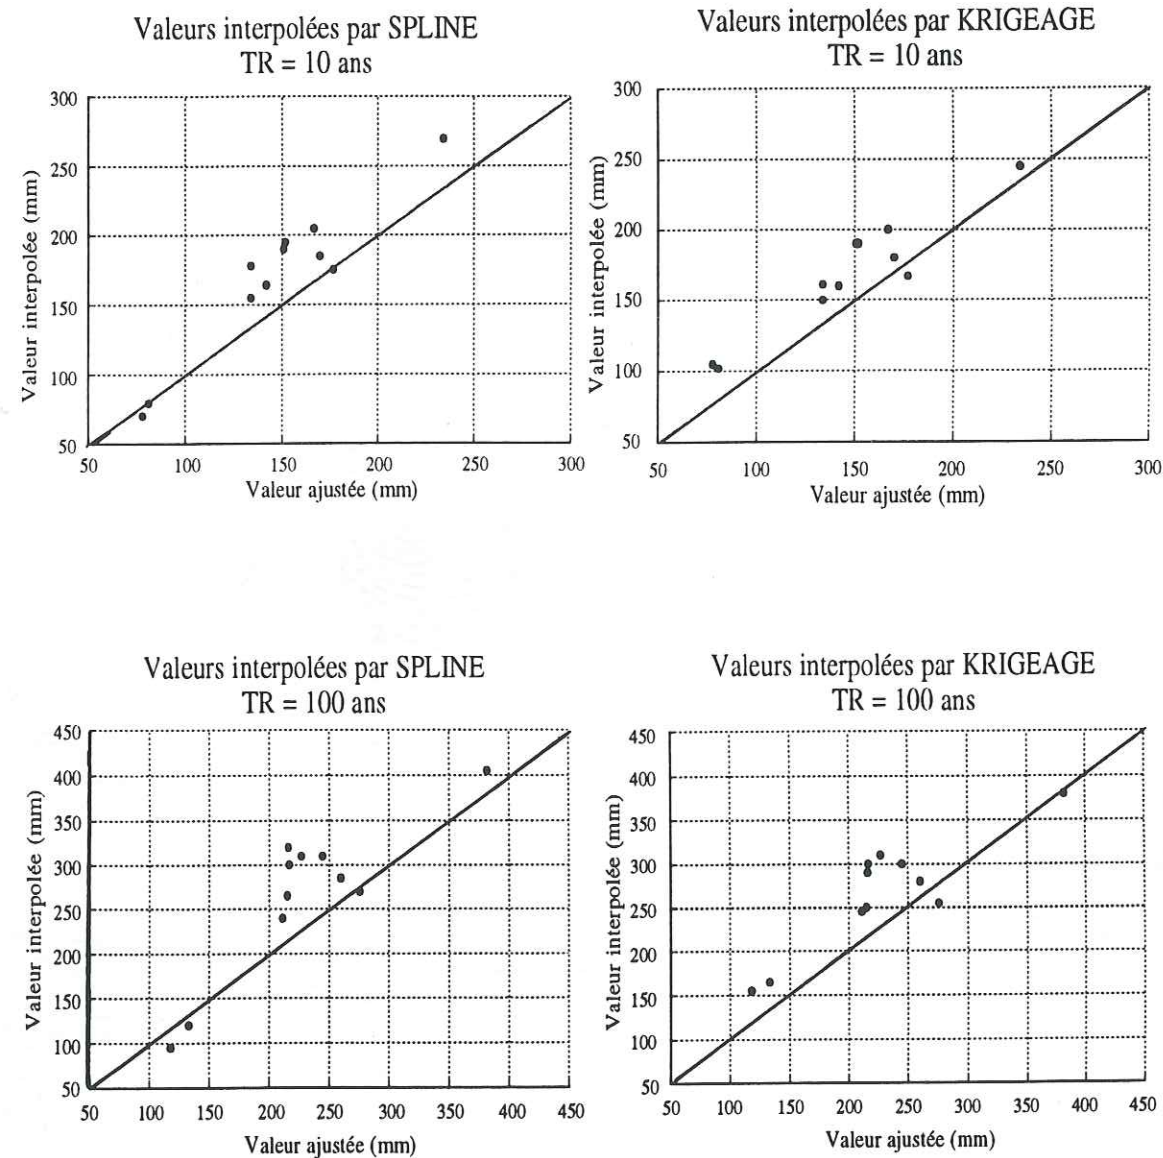 Valeurs interpolées par SPLINE
TR = 10 ans
300
250
200
150
100
50
Valeur interpolée (mm)
50 100 150 200 250 300
Valeur ajustée (mm)
Valeurs interpolées par KRIGEAGE
TR = 10 ans
300
250
200
150
100
50
Valeur interpolée (mm)
50 100 150 200 250 300
Valeur ajustée (mm)
Valeurs interpolées par SPLINE
TR = 100 ans
450
400
350
300
250
200
150
100
50
Valeur interpolée (mm)
50 100 150 200 250 300 350 400 450
Valeur ajustée (mm)
Valeurs interpolées par KRIGEAGE
TR = 100 ans
450
400
350
300
250
200
150
100
50
Valeur interpolée (mm)
50 100 150 200 250 300 350 400 450
Valeur ajustée (mm)